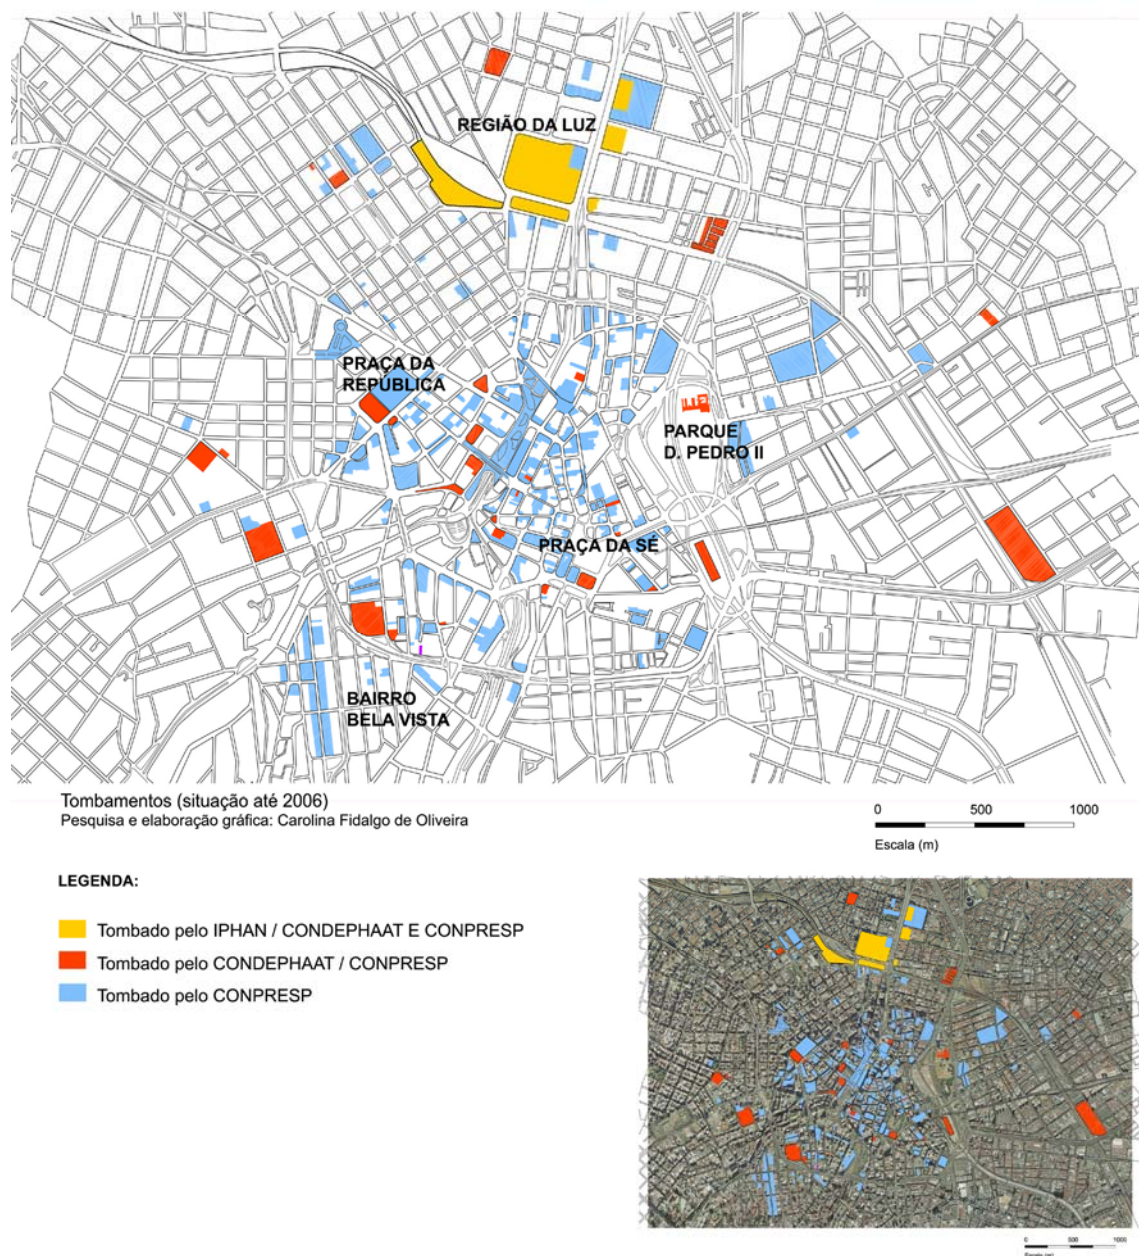 REGIÃO DA LUZ
PRAÇA DA
REPÚBLICA
PARQUE
D. PEDRO II
PRAÇA DA SÉ
BAIRRO
BELA VISTA
Tombamentos (situação até 2006)
Pesquisa e elaboração gráfica: Carolina Fidalgo de Oliveira
0 500 1000
Escala (m)
LEGENDA:
Tombado pelo IPHAN / CONDEPHAAT E CONPRESP
Tombado pelo CONDEPHAAT / CONPRESP
Tombado pelo CONPRESP
0 500 1000
Escala (m)